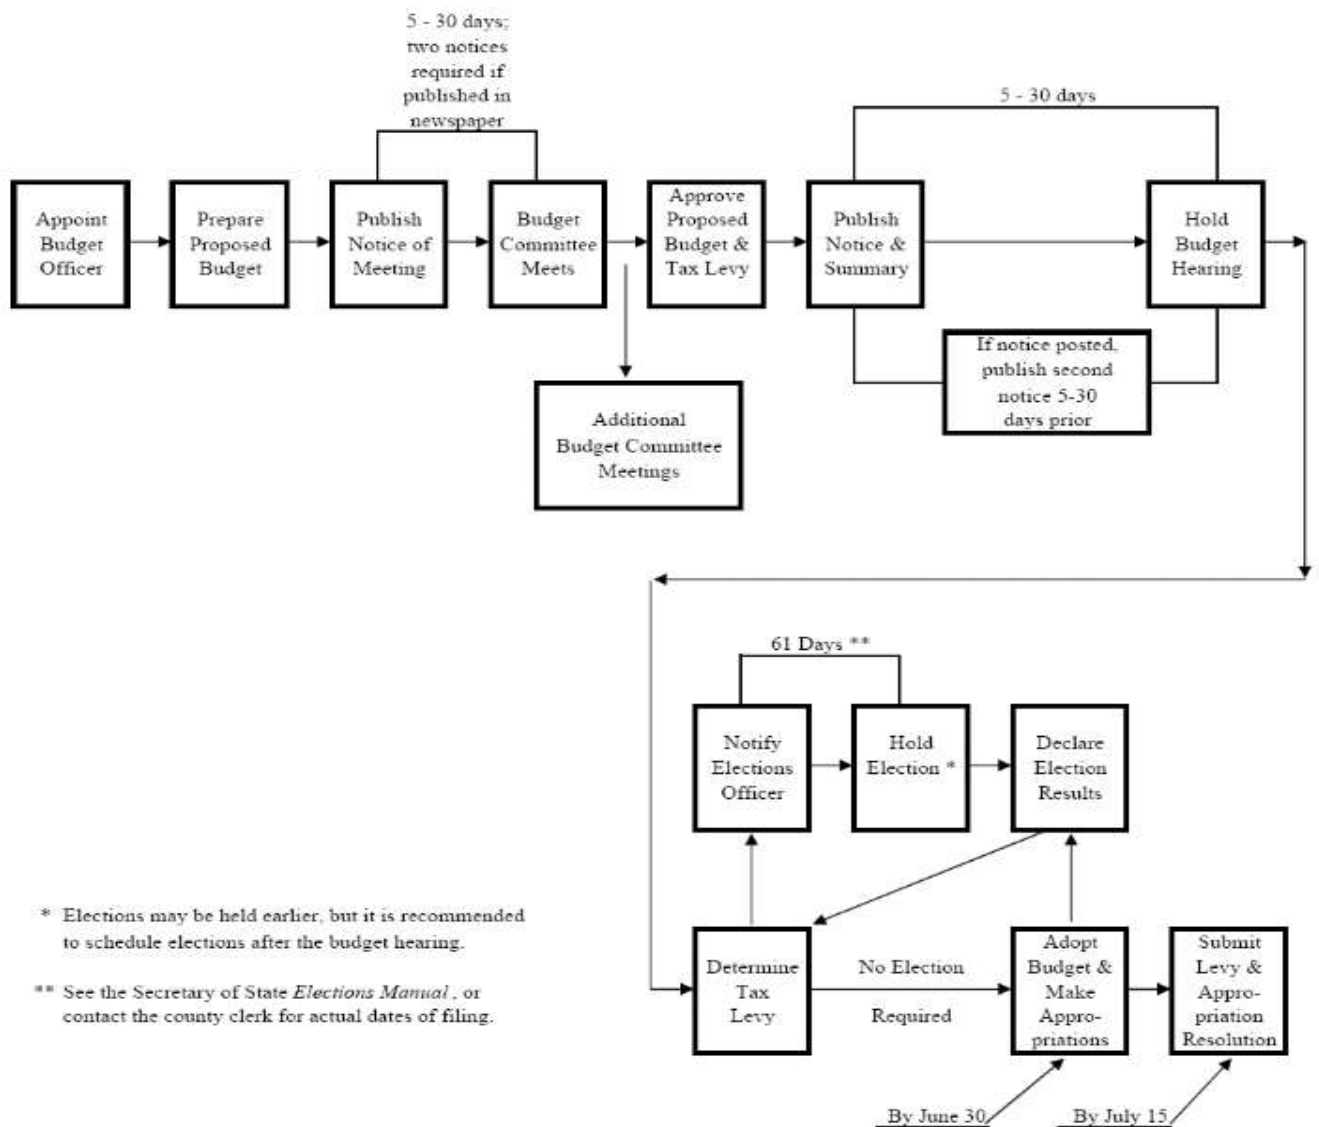 5 - 30 days;
two notices
required if
published in
newspaper
5 - 30 days
Appoint
Budget
Officer
Prepare
Proposed
Budget
Publish
Notice of
Meeting
Budget
Committee
Meets
Approve
Proposed
Budget &
Tax Levy
Publish
Notice &
Summary
Hold
Budget
Hearing
If notice posted,
publish second
notice 5-30
days prior
Additional
Budget Committee
Meetings
61 Days **
Notify
Elections
Officer
Hold
Election *
Declare
Election
Results
* Elections may be held earlier, but it is recommended
to schedule elections after the budget hearing.
** See the Secretary of State Elections Manual , or
contact the county clerk for actual dates of filing.
Determine
Tax
Levy
No Election
Required
Adopt
Budget &
Make
Appro-
priations
Submit
Levy &
Appro-
priation
Resolution
By June 30
By July 15